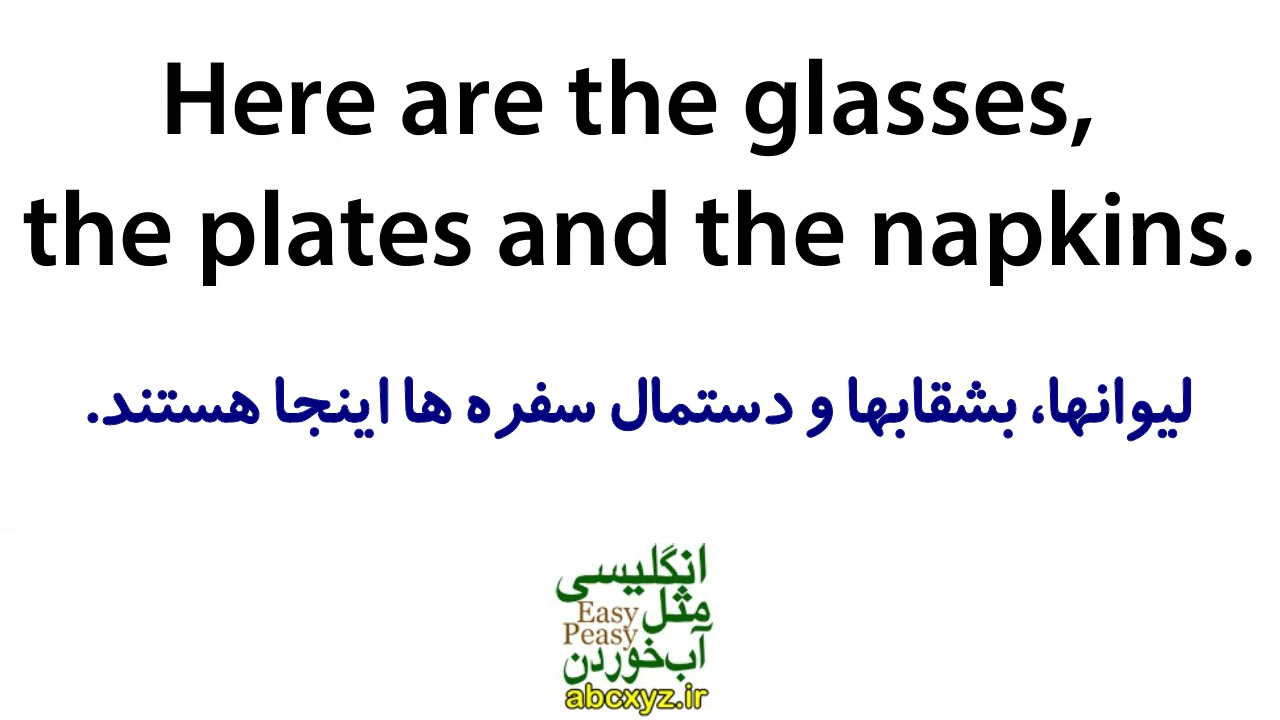 Here are the glasses,
the plates and the napkins.
لیوانها، بشقابها و دستمال سفره ها اینجا هستند.
انگلیسی
مثل
Easy
Peasy
آب‌خوردن
abcxyz.ir